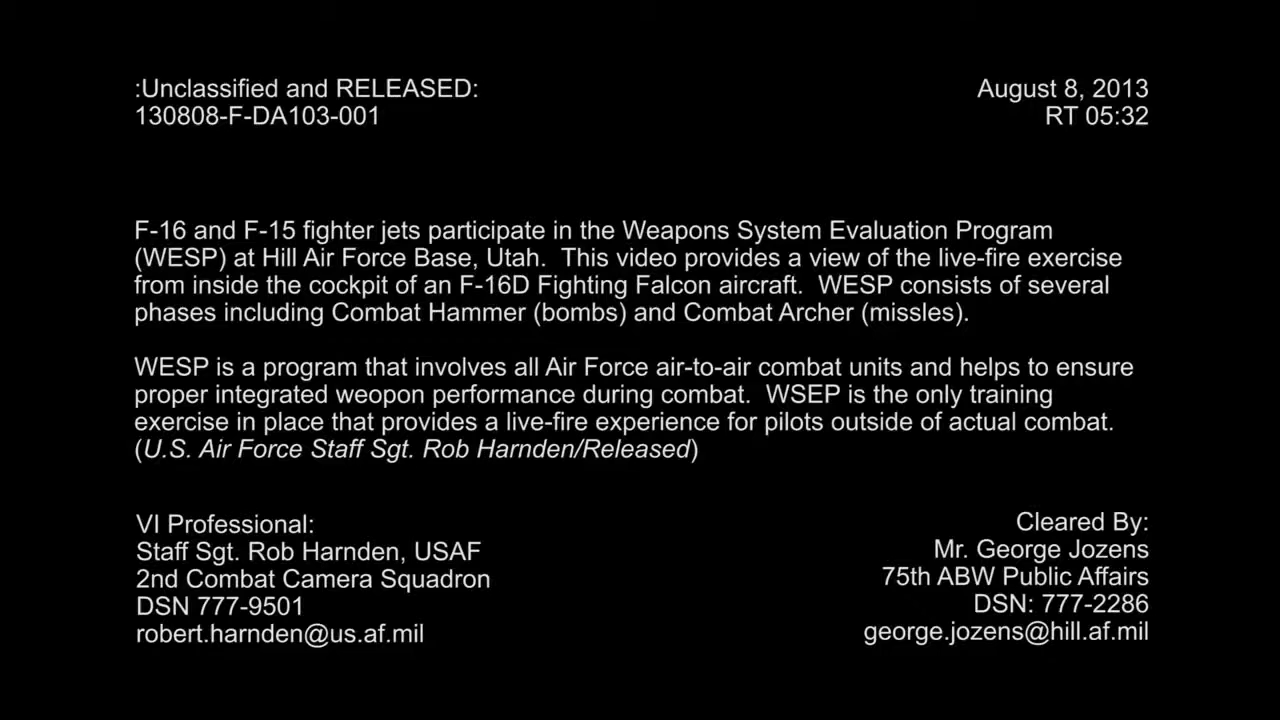 :Unclassified and RELEASED:
130808-F-DA103-001
August 8, 2013
RT 05:32
F-16 and F-15 fighter jets participate in the Weapons System Evaluation Program
(WESP) at Hill Air Force Base, Utah.  This video provides a view of the live-fire exercise
from inside the cockpit of an F-16D Fighting Falcon aircraft.  WESP consists of several
phases including Combat Hammer (bombs) and Combat Archer (missles).
WESP is a program that involves all Air Force air-to-air combat units and helps to ensure
proper integrated weopon performance during combat.  WSEP is the only training
exercise in place that provides a live-fire experience for pilots outside of actual combat.
(U.S. Air Force Staff Sgt. Rob Harnden/Released)
VI Professional:
Staff Sgt. Rob Harnden, USAF
2nd Combat Camera Squadron
DSN 777-9501
robert.harnden@us.af.mil
Cleared By:
Mr. George Jozens
75th ABW Public Affairs
DSN: 777-2286
george.jozens@hill.af.mil